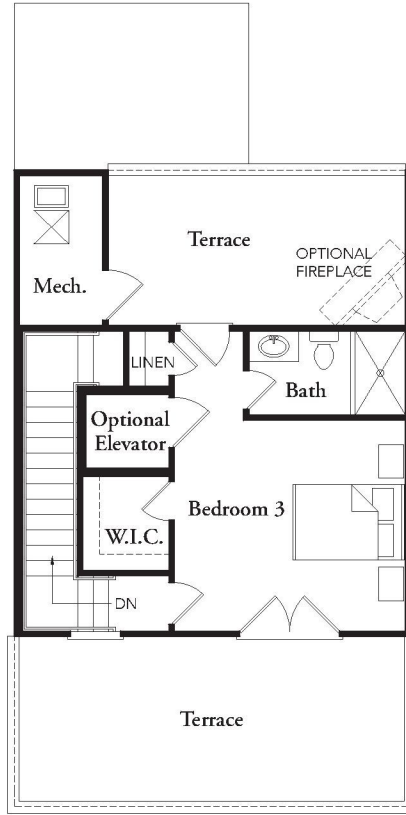 Terrace
OPTIONAL
FIREPLACE
Mech.
LINEN
Bath
Optional
Elevator
Bedroom 3
W.I.C.
DN
Terrace